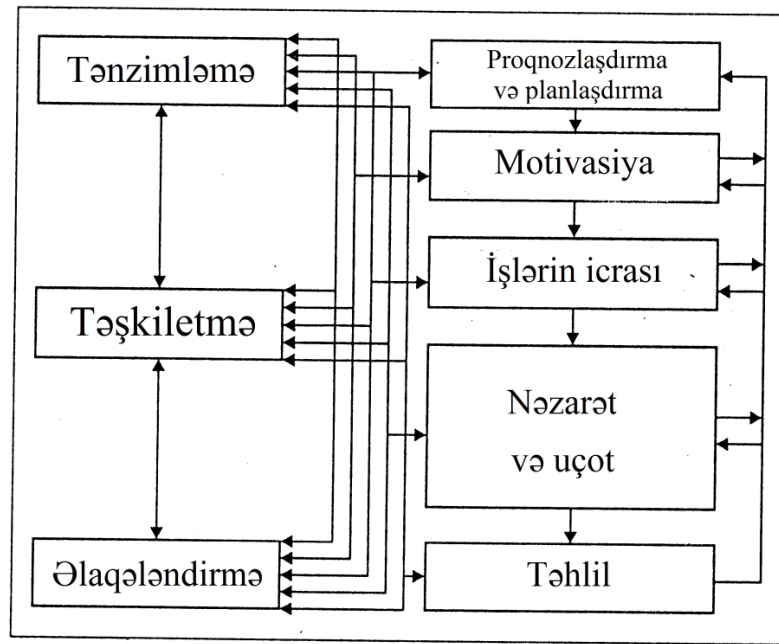 Tənzimləmə
Təşkiletmə
Əlaqələndirmə
Proqnozlaşdırma
və planlaşdırma
Motivasiya
İşlərin icrası
Nəzarət
və uçot
Təhlil